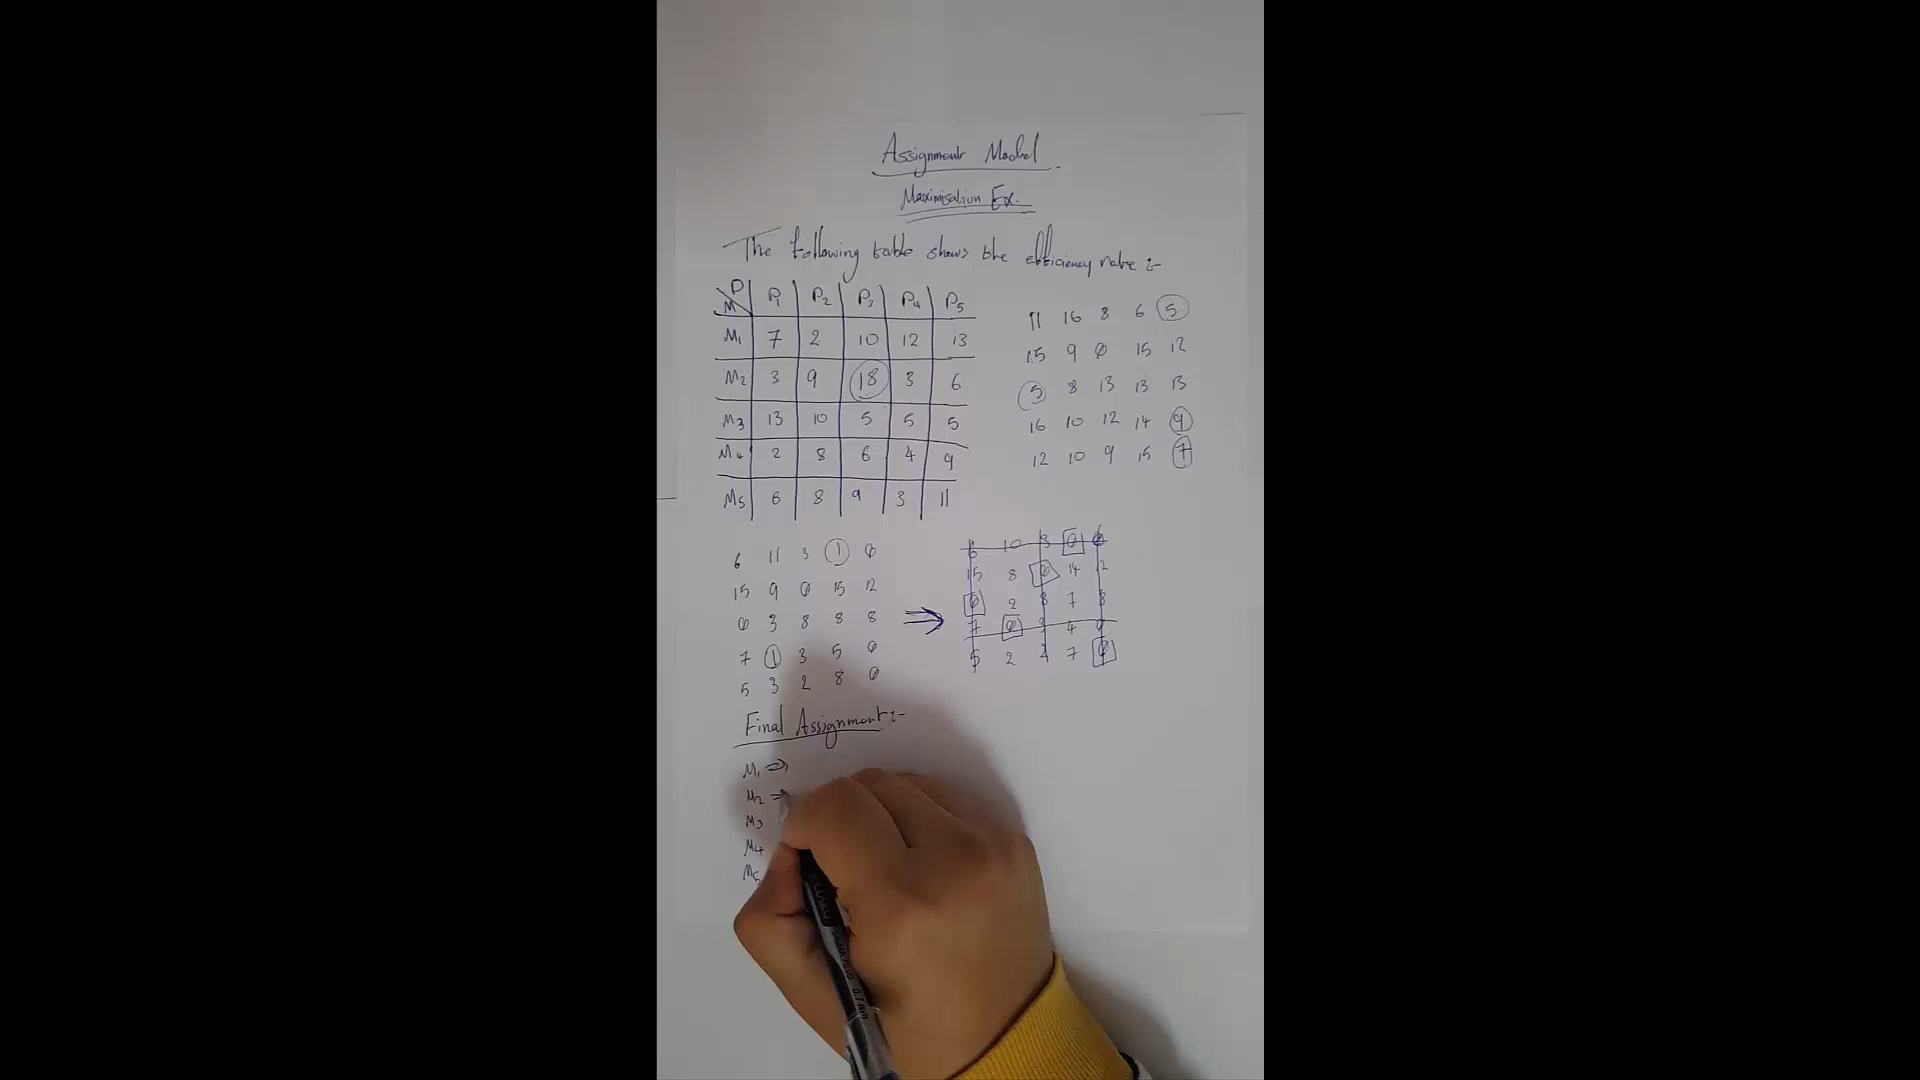 Assignment Model
Maximisation Ex.
The following table shows the efficiency rate :-
P
M P1 P2 P3 P4 P5
M1 7 2 10 12 13
M2 3 9 18 3 6
M3 13 10 5 5 5
M4 2 8 6 4 9
M5 6 8 9 3 11
11 16 8 6 5
15 9 0 15 12
5 8 13 13 13
16 10 12 14 9
12 10 9 15 7
6 11 3 1 0
15 9 0 15 12
0 3 8 8 8
7 1 3 5 0
5 3 2 8 0
⇒
6 10 3 0 0
15 8 0 14 12
0 2 8 7 8
7 0 3 4 0
5 2 2 7 0
Final Assignment :-
M1 ⇒
M2 ⇒
M3
M4
M5